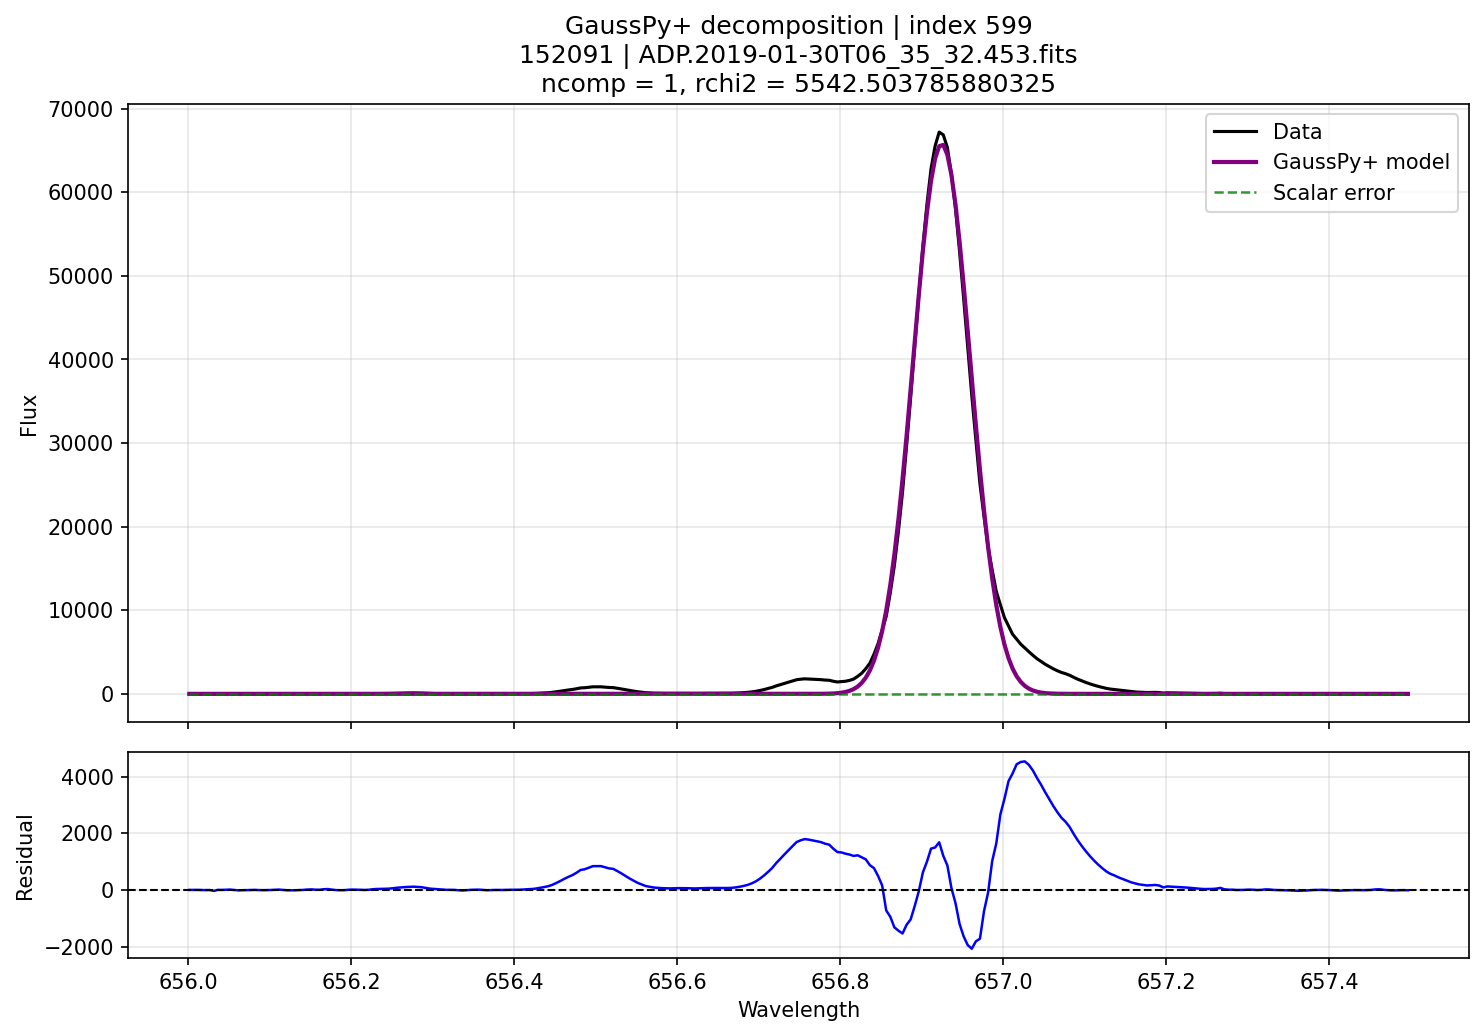 GaussPy+ decomposition | index 599
152091 | ADP.2019-01-30T06_35_32.453.fits
ncomp = 1, rchi2 = 5542.503785880325
70000
60000
50000
40000
30000
20000
10000
0
Flux
Data
GaussPy+ model
Scalar error
4000
2000
0
−2000
Residual
656.0
656.2
656.4
656.6
656.8
657.0
657.2
657.4
Wavelength